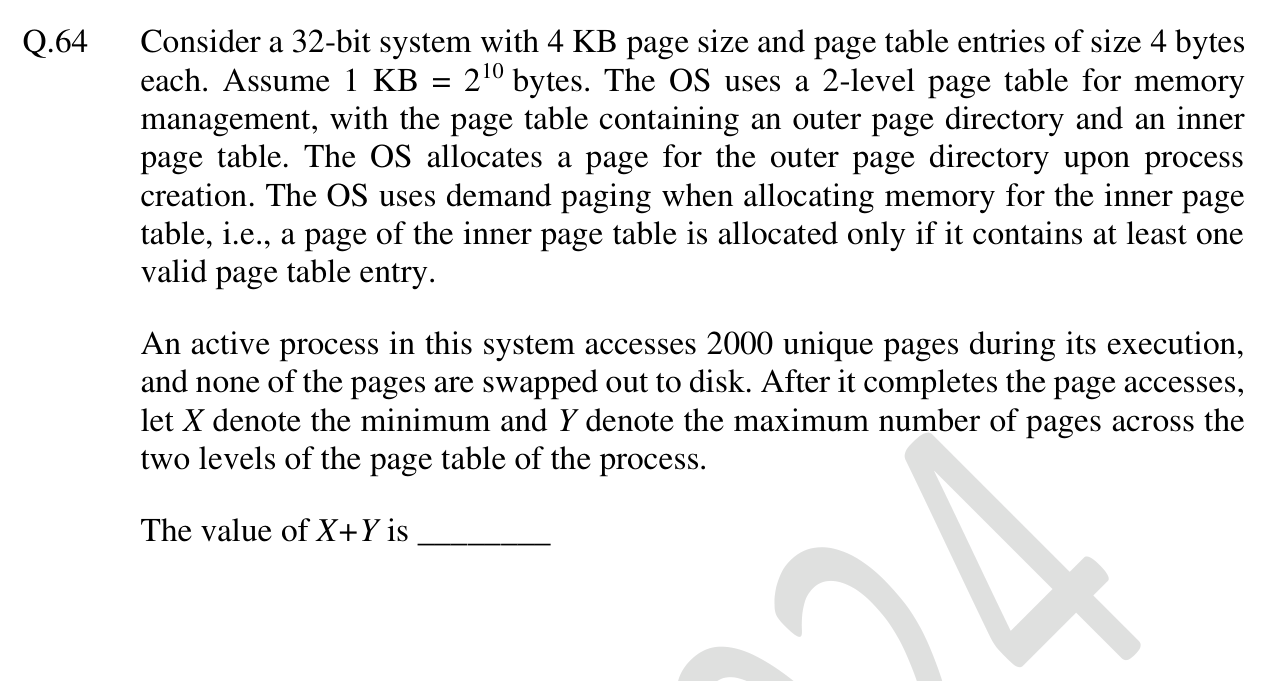 Q.64 Consider a 32-bit system with 4 KB page size and page table entries of size 4 bytes
each. Assume 1 KB = 2¹⁰ bytes. The OS uses a 2-level page table for memory
management, with the page table containing an outer page directory and an inner
page table. The OS allocates a page for the outer page directory upon process
creation. The OS uses demand paging when allocating memory for the inner page
table, i.e., a page of the inner page table is allocated only if it contains at least one
valid page table entry.
An active process in this system accesses 2000 unique pages during its execution,
and none of the pages are swapped out to disk. After it completes the page accesses,
let X denote the minimum and Y denote the maximum number of pages across the
two levels of the page table of the process.
The value of X+Y is ________
24